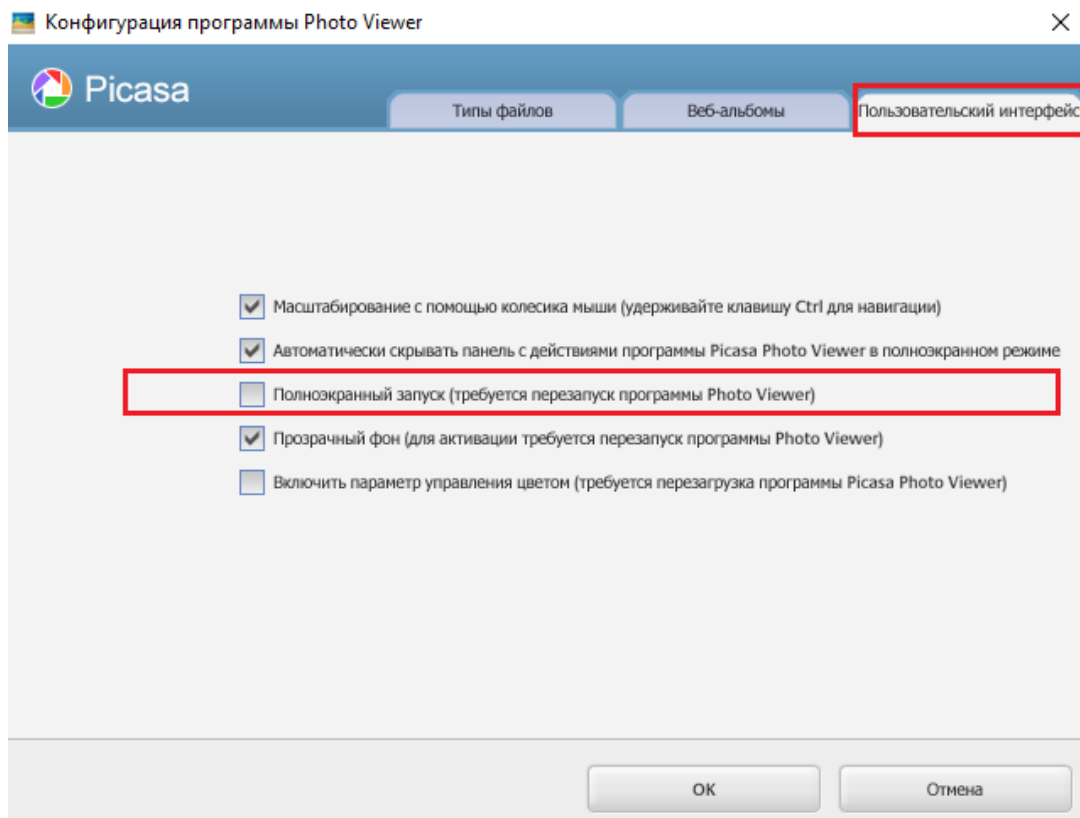 Конфигурация программы Photo Viewer
Picasa
Типы файлов
Веб-альбомы
Пользовательский интерфейс
Масштабирование с помощью колесика мыши (удерживайте клавишу Ctrl для навигации)
Автоматически скрывать панель с действиями программы Picasa Photo Viewer в полноэкранном режиме
Полноэкранный запуск (требуется перезапуск программы Photo Viewer)
Прозрачный фон (для активации требуется перезапуск программы Photo Viewer)
Включить параметр управления цветом (требуется перезагрузка программы Picasa Photo Viewer)
ОК
Отмена